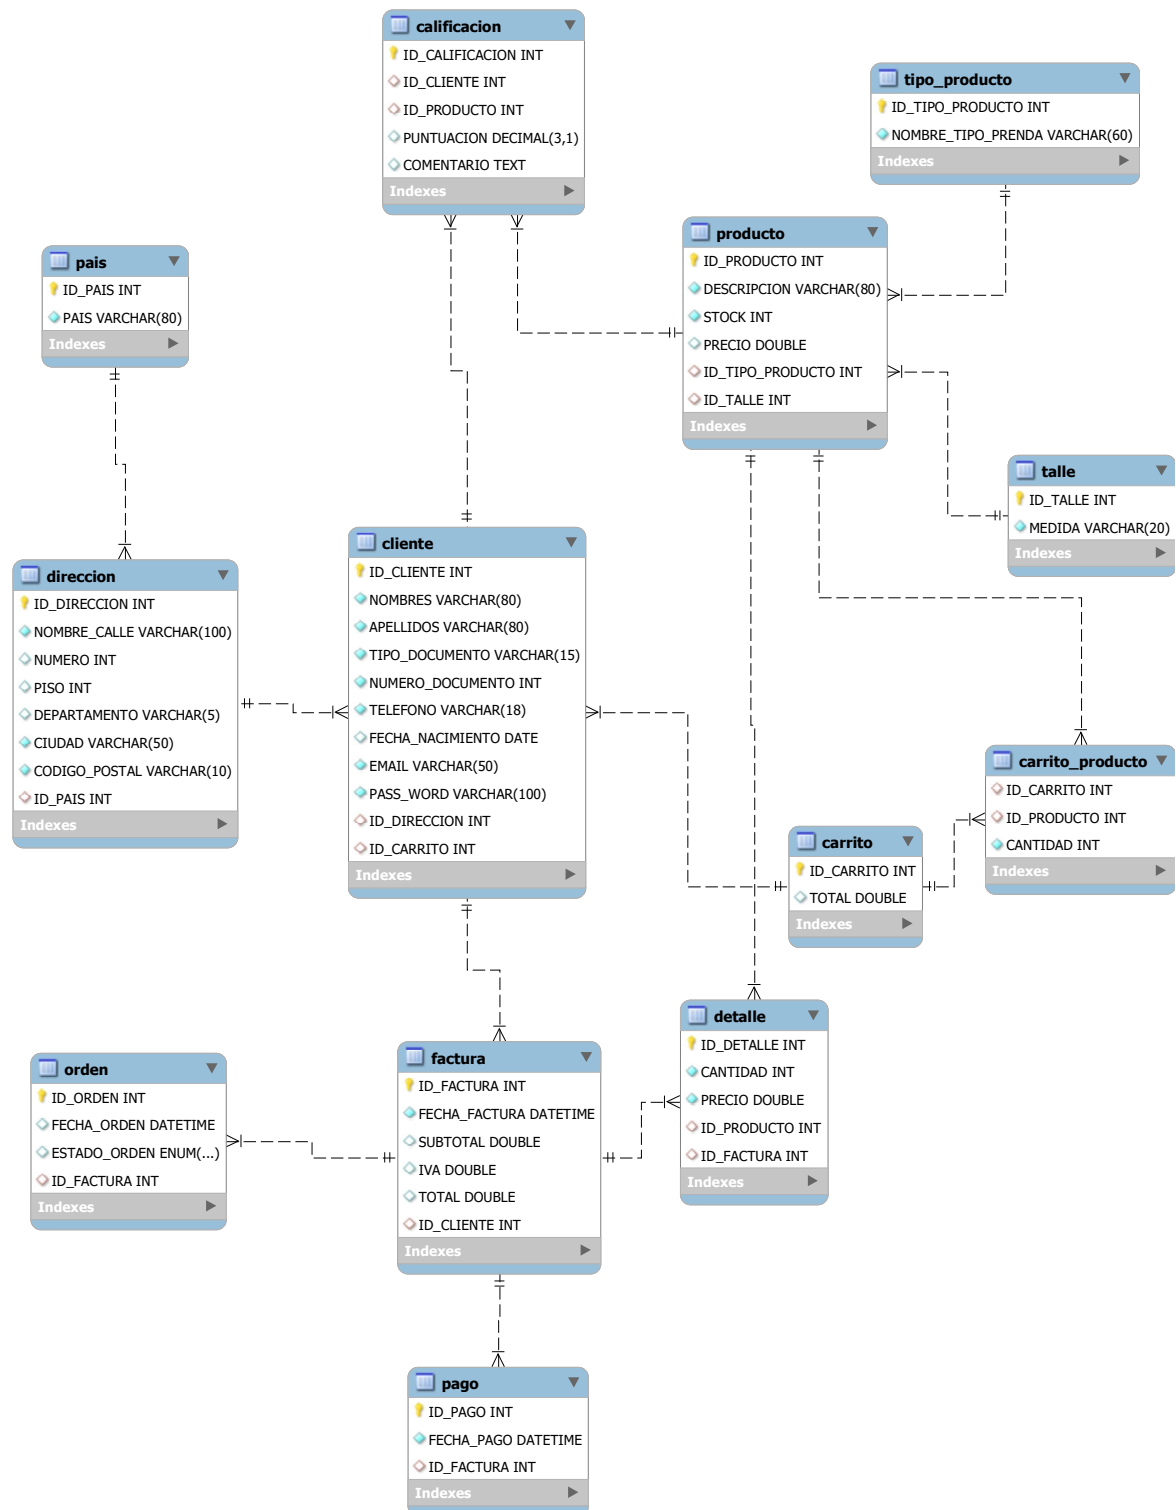 calificacion
ID_CALIFICACION INT
ID_CLIENTE INT
ID_PRODUCTO INT
PUNTUACION DECIMAL(3,1)
COMENTARIO TEXT
Indexes
tipo_producto
ID_TIPO_PRODUCTO INT
NOMBRE_TIPO_PRENDA VARCHAR(60)
Indexes
producto
ID_PRODUCTO INT
DESCRIPCION VARCHAR(80)
STOCK INT
PRECIO DOUBLE
ID_TIPO_PRODUCTO INT
ID_TALLE INT
Indexes
pais
ID_PAIS INT
PAIS VARCHAR(80)
Indexes
talle
ID_TALLE INT
MEDIDA VARCHAR(20)
Indexes
cliente
ID_CLIENTE INT
NOMBRES VARCHAR(80)
APELLIDOS VARCHAR(80)
TIPO_DOCUMENTO VARCHAR(15)
NUMERO_DOCUMENTO INT
TELEFONO VARCHAR(18)
FECHA_NACIMIENTO DATE
EMAIL VARCHAR(50)
PASS_WORD VARCHAR(100)
ID_DIRECCION INT
ID_CARRITO INT
Indexes
direccion
ID_DIRECCION INT
NOMBRE_CALLE VARCHAR(100)
NUMERO INT
PISO INT
DEPARTAMENTO VARCHAR(5)
CIUDAD VARCHAR(50)
CODIGO_POSTAL VARCHAR(10)
ID_PAIS INT
Indexes
carrito_producto
ID_CARRITO INT
ID_PRODUCTO INT
CANTIDAD INT
Indexes
carrito
ID_CARRITO INT
TOTAL DOUBLE
Indexes
detalle
ID_DETALLE INT
CANTIDAD INT
PRECIO DOUBLE
ID_PRODUCTO INT
ID_FACTURA INT
Indexes
factura
ID_FACTURA INT
FECHA_FACTURA DATETIME
SUBTOTAL DOUBLE
IVA DOUBLE
TOTAL DOUBLE
ID_CLIENTE INT
Indexes
orden
ID_ORDEN INT
FECHA_ORDEN DATETIME
ESTADO_ORDEN ENUM(...)
ID_FACTURA INT
Indexes
pago
ID_PAGO INT
FECHA_PAGO DATETIME
ID_FACTURA INT
Indexes